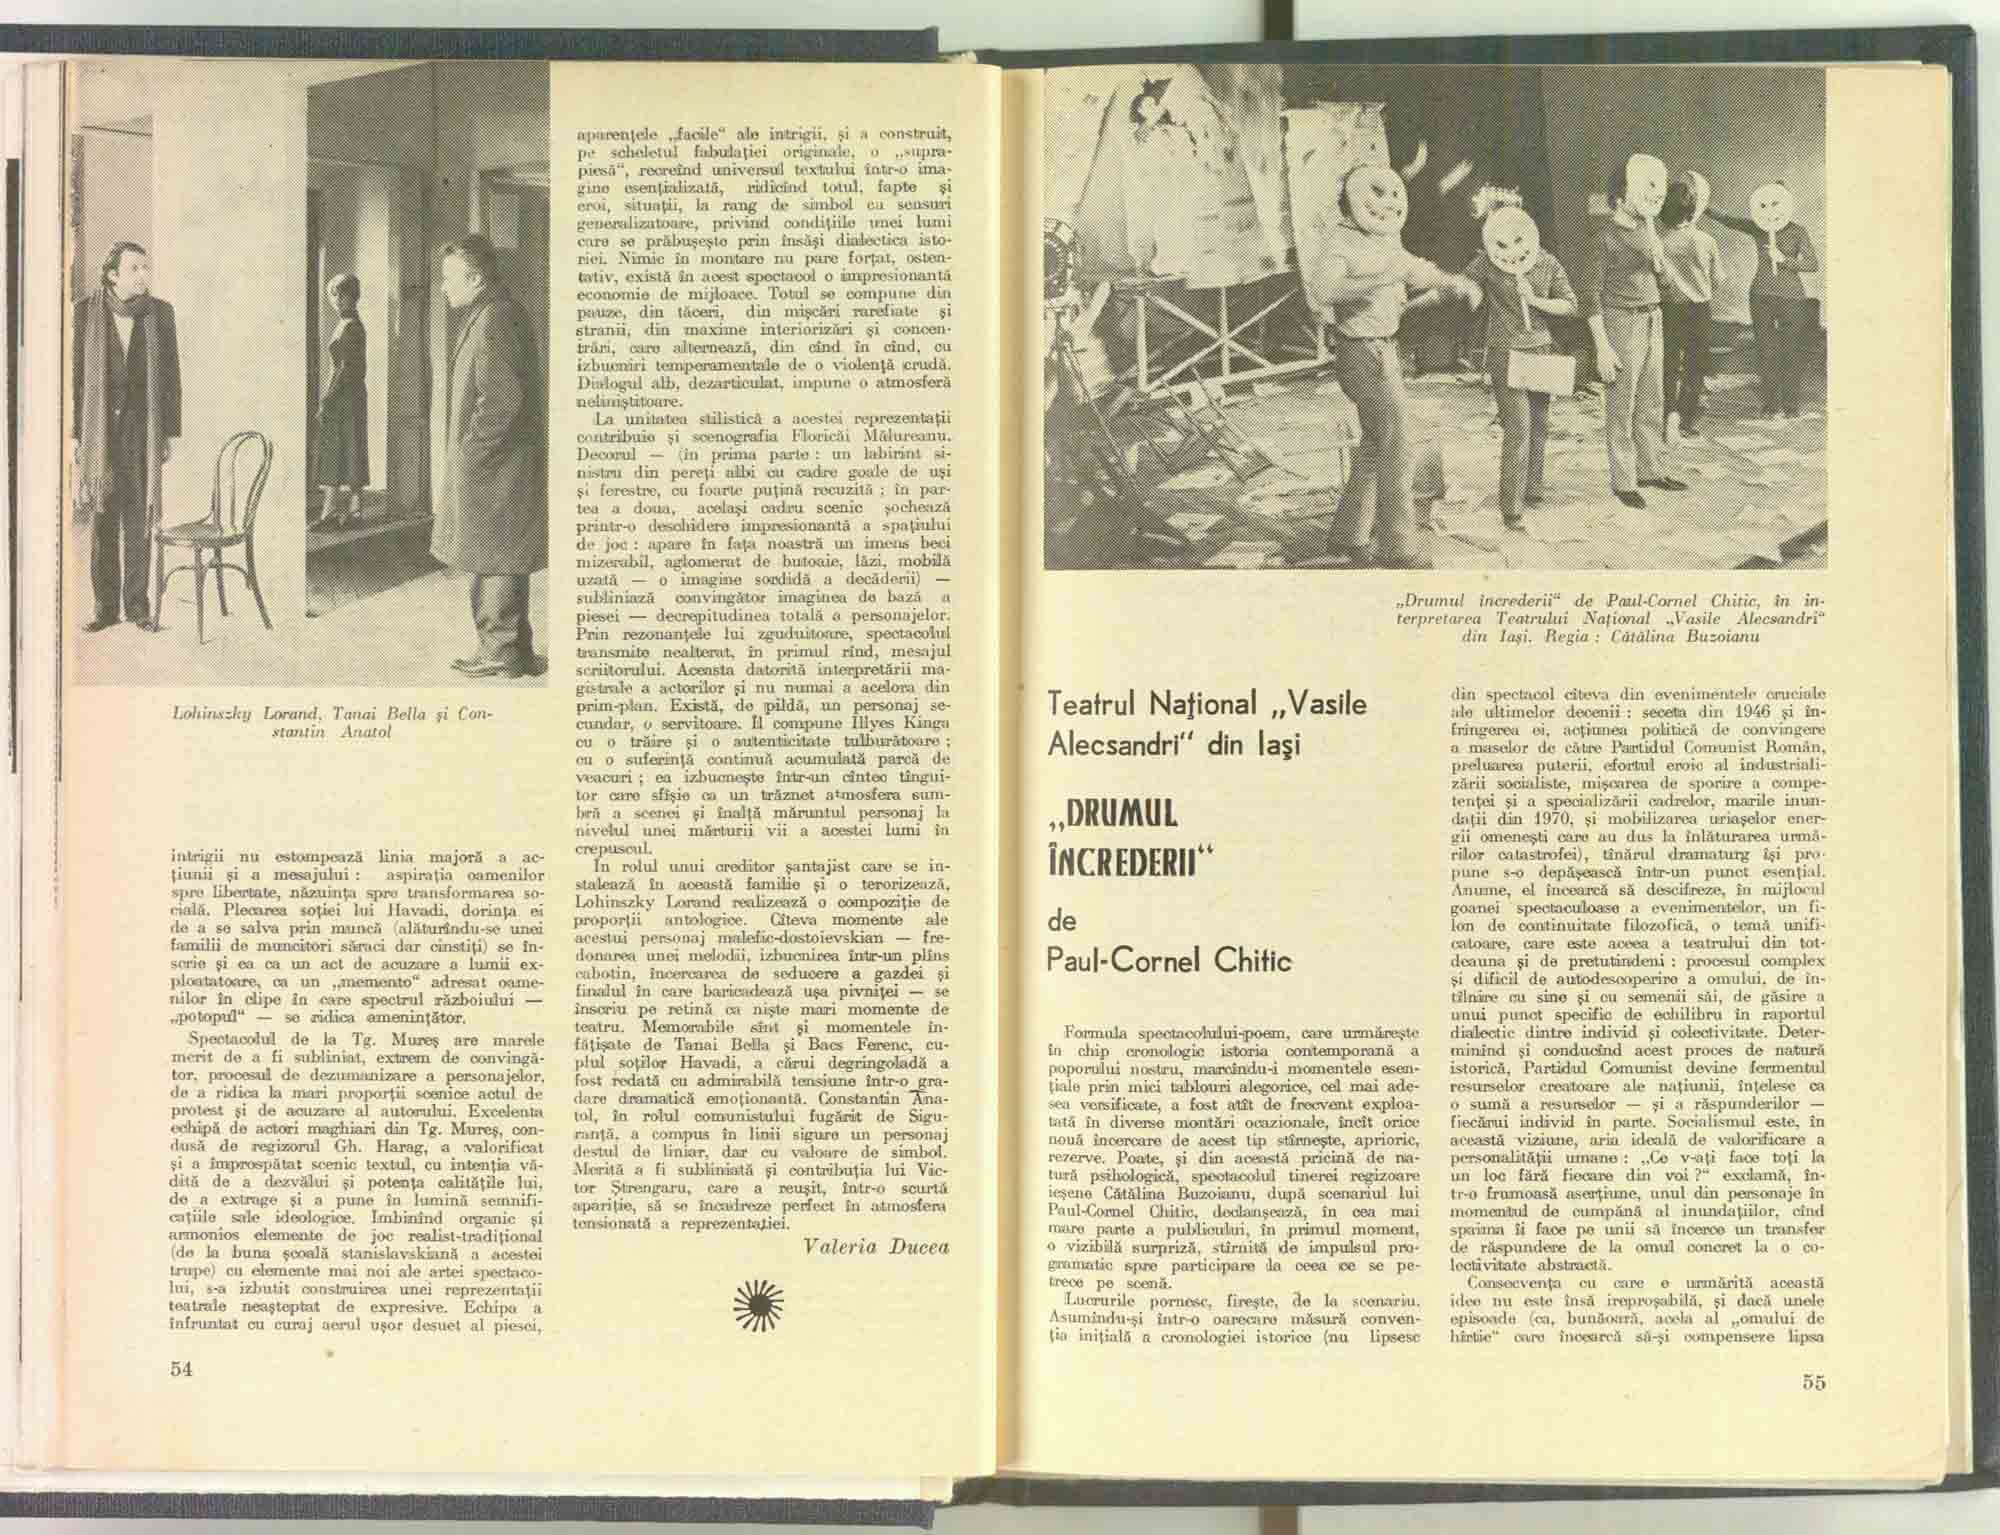 Lohinszky Lorand, Tanai Bella și Con-
stantin Anatol
intrigii nu estompează linia majoră a ac-
țiunii și a mesajului : aspirația oamenilor
spre libertate, năzuința spre transformarea so-
cială. Plecarea soției lui Havadi, dorința ei
de a se salva prin muncă (alăturîndu-se unei
familii de muncitori săraci dar cinstiți) se în-
scrie și ea ca un act de acuzare a lumii ex-
ploatatoare, ca un „memento“ adresat oame-
nilor în clipe în care spectrul războiului —
„potopul“ — se ridica amenințător.
Spectacolul de la Tg. Mureș are marele
merit de a fi subliniat, extrem de convingă-
tor, procesul de dezumanizare a personajelor,
de a ridica la mari proporții scenice actul de
protest și de acuzare al autorului. Excelenta
echipă de actori maghiari din Tg. Mureș, con-
dusă de regizorul Gh. Harag, a valorificat
și a împrospătat scenic textul, cu intenția vă-
dită de a dezvălui și potența calitățile lui,
de a extrage și a pune în lumină semnifi-
cațiile sale ideologice. Imbinînd organic și
armonios elemente de joc realist-tradițional
(de la buna școală stanislavskiană a acestei
trupe) cu elemente mai noi ale artei spectaco-
lui, s-a izbutit construirea unei reprezentații
teatrale neașteptat de expresive. Echipa a
înfruntat cu curaj aerul ușor desuet al piesei,
54
aparențele „facile“ ale intrigii, și a construit,
pe scheletul fabulației originale, o „supra-
piesă“, recreînd universul textului într-o ima-
gine esențializată, ridicînd totul, fapte și
eroi, situații, la rang de simbol cu sensuri
generalizatoare, privind condițiile unei lumi
care se prăbușește prin însăși dialectica isto-
riei. Nimic în montare nu pare forțat, osten-
tativ, există în acest spectacol o impresionantă
economie de mijloace. Totul se compune din
pauze, din tăceri, din mișcări rarefiate și
stranii, din maxime interiorizări și concen-
trări, care alternează, din cînd în cînd, cu
izbucniri temperamentale de o violență crudă.
Dialogul alb, dezarticulat, impune o atmosferă
neliniștitoare.
La unitatea stilistică a acestei reprezentații
contribuie și scenografia Floricăi Mălureanu.
Decorul — (în prima parte : un labirint si-
nistru din pereți albi cu cadre goale de uși
și ferestre, cu foarte puțină recuzită ; în par-
tea a doua, același cadru scenic șochează
printr-o deschidere impresionantă a spațiului
de joc : apare în fața noastră un imens beci
mizerabil, aglomerat de butoaie, lăzi, mobilă
uzată — o imagine sordidă a decăderii) —
subliniază convingător imaginea de bază a
piesei — decrepitudinea totală a personajelor.
Prin rezonanțele lui zguduitoare, spectacolul
transmite nealterat, în primul rînd, mesajul
scriitorului. Aceasta datorită interpretării ma-
gistrale a actorilor și nu numai a acelora din
prim-plan. Există, de pildă, un personaj se-
cundar, o servitoare. Îl compune Illyes Kinga
cu o trăire și o autenticitate tulburătoare ;
cu o suferință continuă acumulată parcă de
veacuri ; ea izbucnește într-un cîntec tîngui-
tor care sfîșie ca un trăznet atmosfera sum-
bră a scenei și înalță măruntul personaj la
nivelul unei mărturii vii a acestei lumi în
crepuscul.
In rolul unui creditor șantajist care se in-
stalează în această familie și o terorizează,
Lohinszky Lorand realizează o compoziție de
proporții antologice. Cîteva momente ale
acestui personaj malefic-dostoievskian — fre-
donarea unei melodii, izbucnirea într-un plîns
cabotin, încercarea de seducere a gazdei și
finalul în care baricadează ușa pivniței — se
înscriu pe retină ca niște mari momente de
teatru. Memorabile sînt și momentele în-
fățișate de Tanai Bella și Bacs Ferenc, cu-
plul soților Havadi, a cărui degringoladă a
fost redată cu admirabilă tensiune într-o gra-
dare dramatică emoționantă. Constantin Ana-
tol, în rolul comunistului fugărit de Sigu-
ranță, a compus în linii sigure un personaj
destul de liniar, dar cu valoare de simbol.
Merită a fi subliniată și contribuția lui Vic-
tor Ștrengaru, care a reușit, într-o scurtă
apariție, să se încadreze perfect în atmosfera
tensionată a reprezentației.
Valeria Ducea
„Drumul increderii“ de Paul-Cornel Chitic, în in-
terpretarea Teatrului Național „Vasile Alecsandri“
din Iași. Regia : Cătălina Buzoianu
Teatrul Național „Vasile
Alecsandri“ din Iași
„DRUMUL
ÎNCREDERII“
de
Paul-Cornel Chitic
Formula spectacolului-poem, care urmărește
în chip cronologic istoria contemporană a
poporului nostru, marcîndu-i momentele esen-
țiale prin mici tablouri alegorice, cel mai ade-
sea versificate, a fost atît de frecvent exploa-
tată în diverse montări ocazionale, încît orice
nouă încercare de acest tip stîrnește, aprioric,
rezerve. Poate, și din această pricină de na-
tură psihologică, spectacolul tinerei regizoare
ieșene Cătălina Buzoianu, după scenariul lui
Paul-Cornel Chitic, declanșează, în cea mai
mare parte a publicului, în primul moment,
o vizibilă surpriză, stîrnită de impulsul pro-
gramatic spre participare la ceea ce se pe-
trece pe scenă.
Lucrurile pornesc, firește, de la scenariu.
Asumîndu-și într-o oarecare măsură conven-
ția inițială a cronologiei istorice (nu lipsesc
din spectacol cîteva din evenimentele cruciale
ale ultimelor decenii : seceta din 1946 și în-
frîngerea ei, acțiunea politică de convingere
a maselor de către Partidul Comunist Român,
preluarea puterii, efortul eroic al industriali-
zării socialiste, mișcarea de sporire a compe-
tenței și a specializării cadrelor, marile inun-
dații din 1970, și mobilizarea uriașelor ener-
gii omenești care au dus la înlăturarea urmă-
rilor catastrofei), tînărul dramaturg își pro-
pune s-o depășească într-un punct esențial.
Anume, el încearcă să descifreze, în mijlocul
goanei spectaculoase a evenimentelor, un fi-
lon de continuitate filozofică, o temă unifi-
catoare, care este aceea a teatrului din tot-
deauna și de pretutindeni : procesul complex
și dificil de autodescoperire a omului, de în-
tîlnire cu sine și cu semenii săi, de găsire a
unui punct specific de echilibru în raportul
dialectic dintre individ și colectivitate. Deter-
minînd și conducînd acest proces de natură
istorică, Partidul Comunist devine fermentul
resurselor creatoare ale națiunii, înțelese ca
o sumă a resurselor — și a răspunderilor —
fiecărui individ în parte. Socialismul este, în
această viziune, aria ideală de valorificare a
personalității umane : „Ce v-ați face toți la
un loc fără fiecare din voi ?“ exclamă, în-
tr-o frumoasă aserțiune, unul din personaje în
momentul de cumpănă al inundațiilor, cînd
spaima îi face pe unii să încerce un transfer
de răspundere de la omul concret la o co-
lectivitate abstractă.
Consecvența cu care e urmărită această
idee nu este însă ireproșabilă, și dacă unele
episoade (ca, bunăoară, acela al „omului de
hîrtie“ care încearcă să-și compenseze lipsa
55